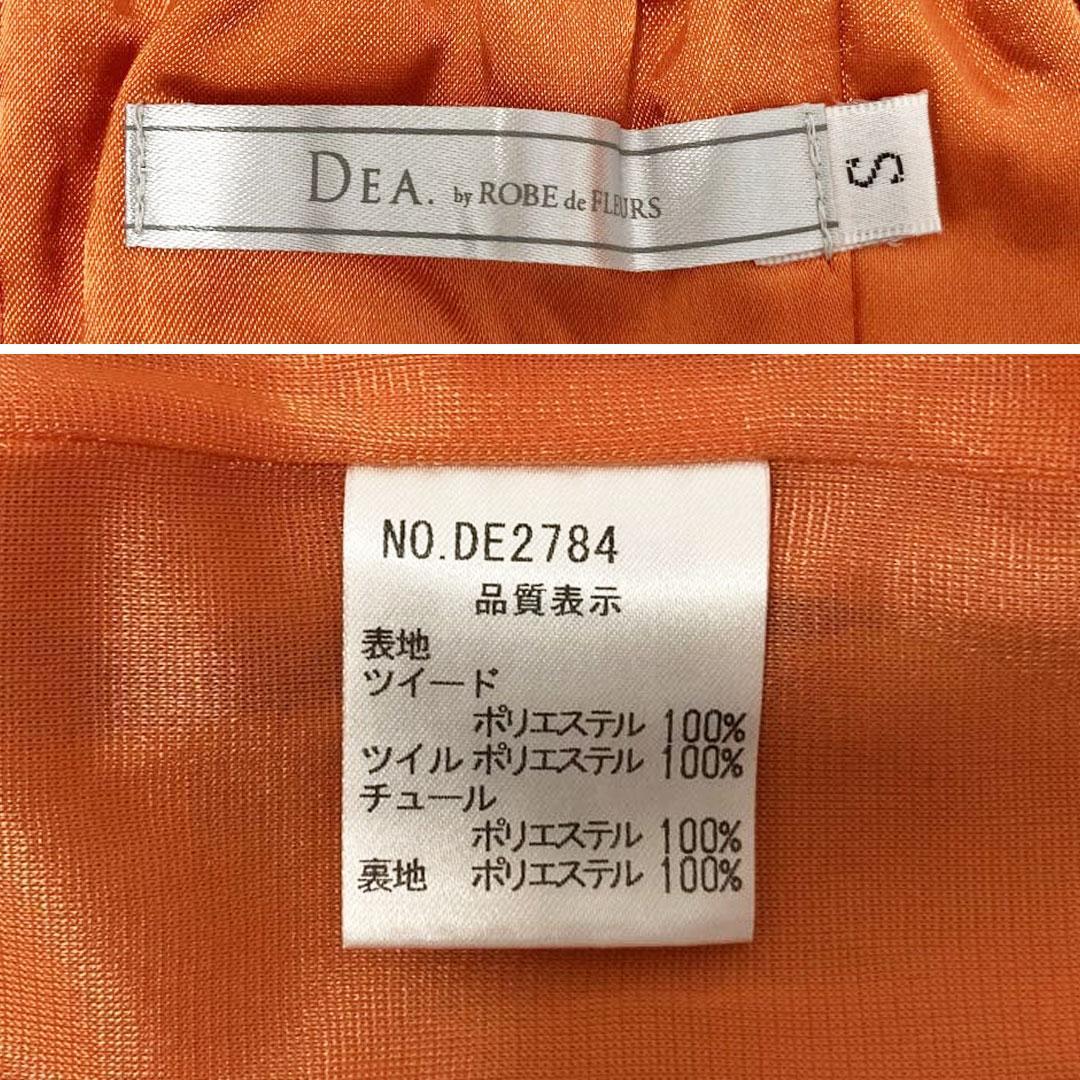 DEA. by ROBE de FLEURS
S
NO.DE2784
品質表示
表地
ツイード
ポリエステル 100%
ツイル ポリエステル 100%
チュール
ポリエステル 100%
裏地 ポリエステル 100%